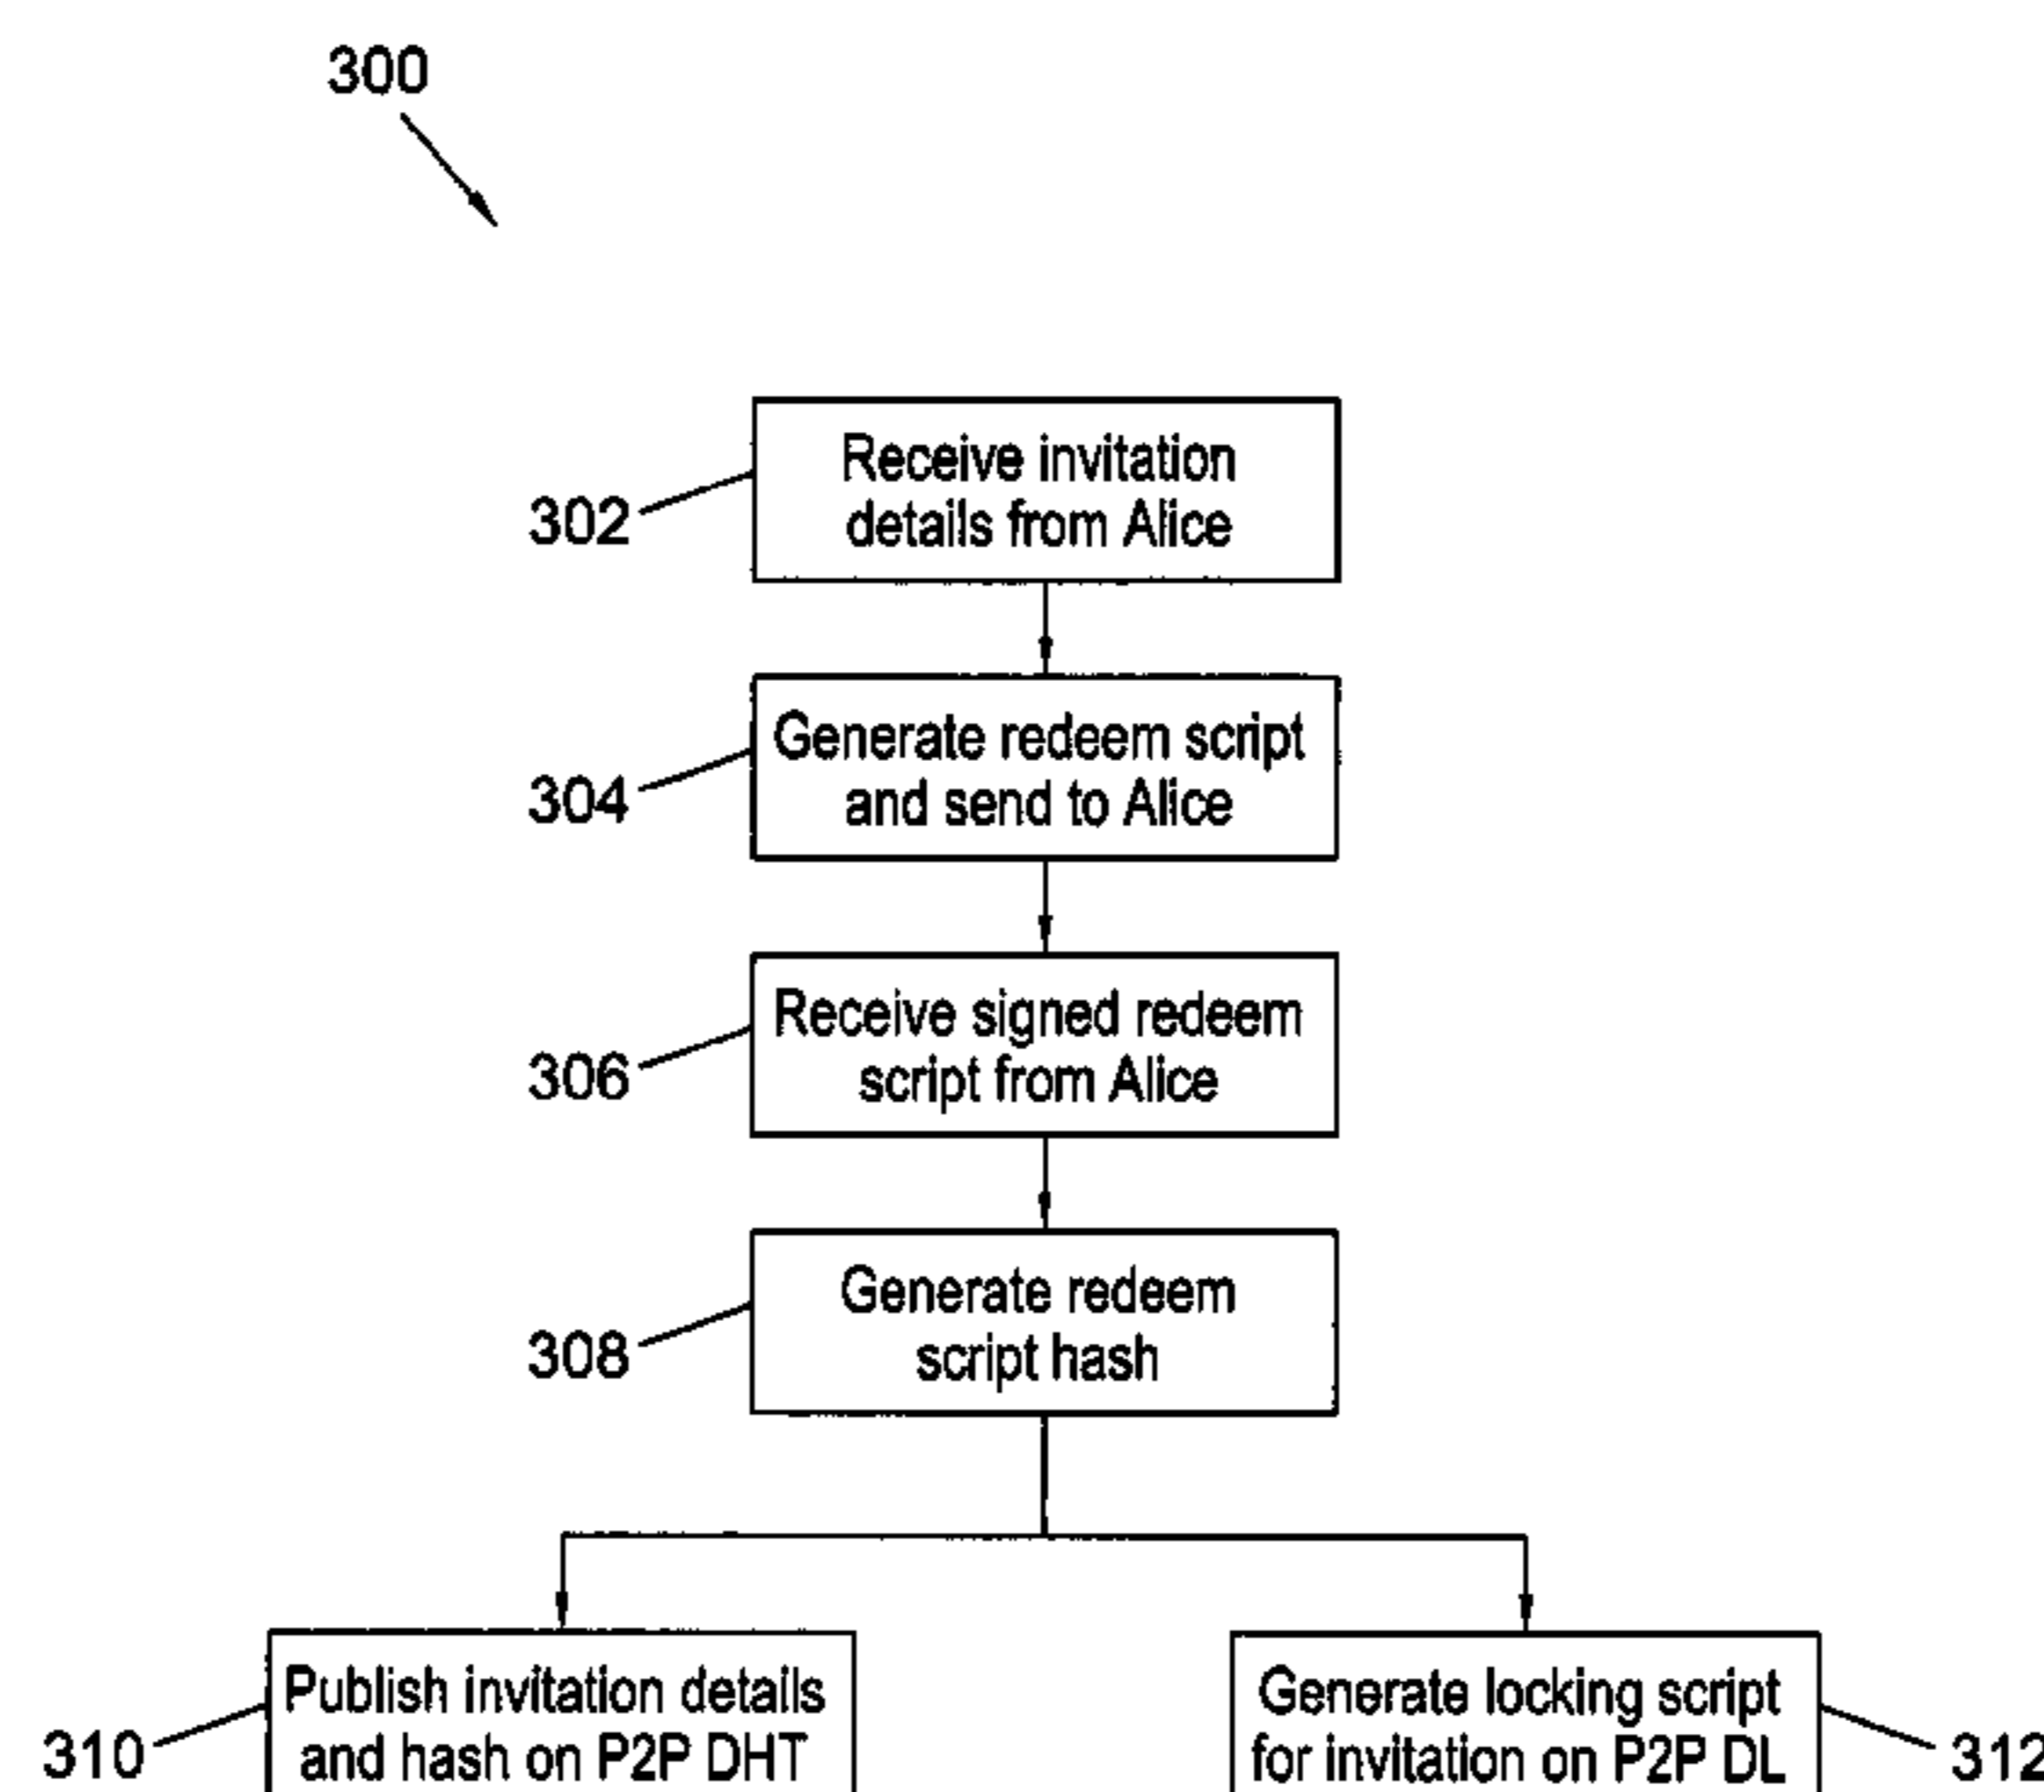 300
Receive invitation
details from Alice
302
Generate redeem script
and send to Alice
304
Receive signed redeem
script from Alice
306
Generate redeem
script hash
308
Publish invitation details
and hash on P2P DHT
310
Generate locking script
for invitation on P2P DL
312